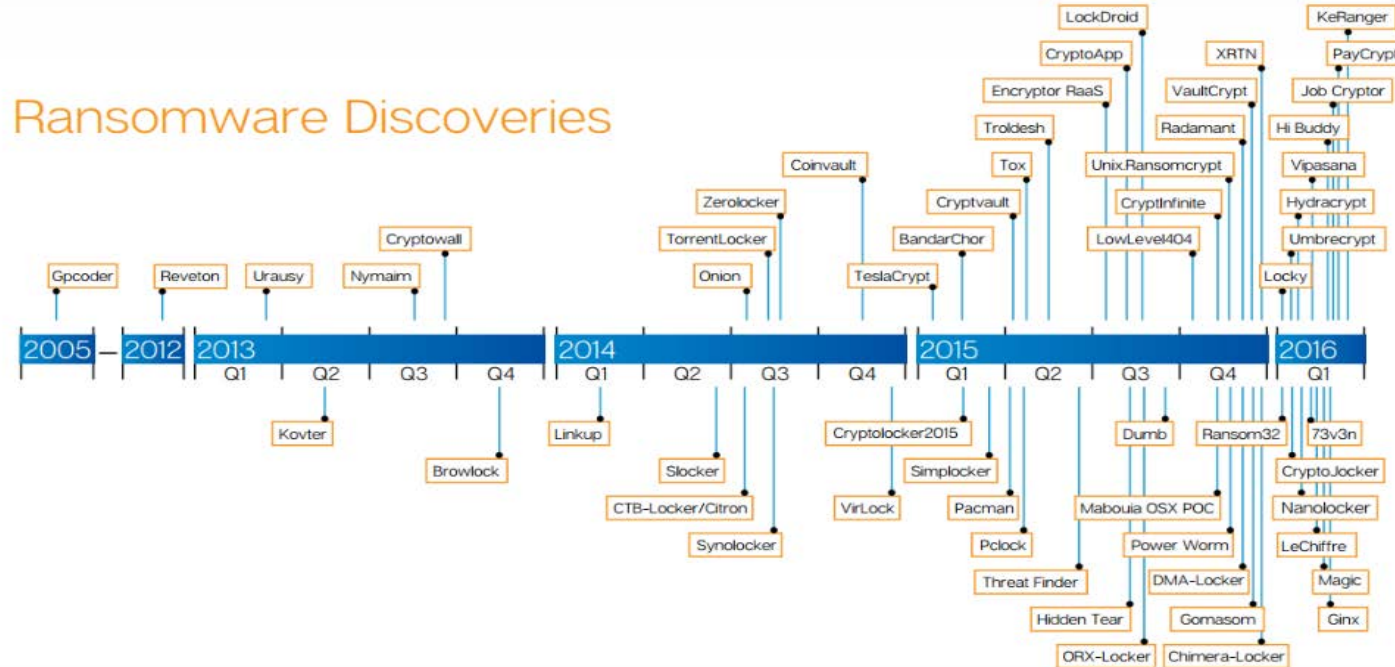 Ransomware Discoveries
LockDroid
KeRanger
CryptoApp
XRTN
PayCrypt
Encryptor RaaS
VaultCrypt
Job Cryptor
Troldesh
Radamant
Hi Buddy
Coinvault
Tox
Unix.Ransomcrypt
Vipasana
Zerolocker
Cryptvault
CryptInfinite
Hydracrypt
Cryptowall
TorrentLocker
BandarChor
LowLevel404
Umbrecrypt
Gpcoder
Reveton
Urausy
Nymaim
Onion
TeslaCrypt
Locky
2005
2012
2013
2014
2015
2016
Q1
Q2
Q3
Q4
Q1
Q2
Q3
Q4
Q1
Q2
Q3
Q4
Q1
Kovter
Linkup
Cryptolocker2015
Dumb
Ransom32
73v3n
Browlock
Slocker
Simplocker
CryptoJocker
CTB-Locker/Citron
VirLock
Pacman
Mabouia OSX POC
Nanolocker
Synolocker
Pclock
Power Worm
LeChiffre
Threat Finder
DMA-Locker
Magic
Hidden Tear
Gomasom
Ginx
ORX-Locker
Chimera-Locker